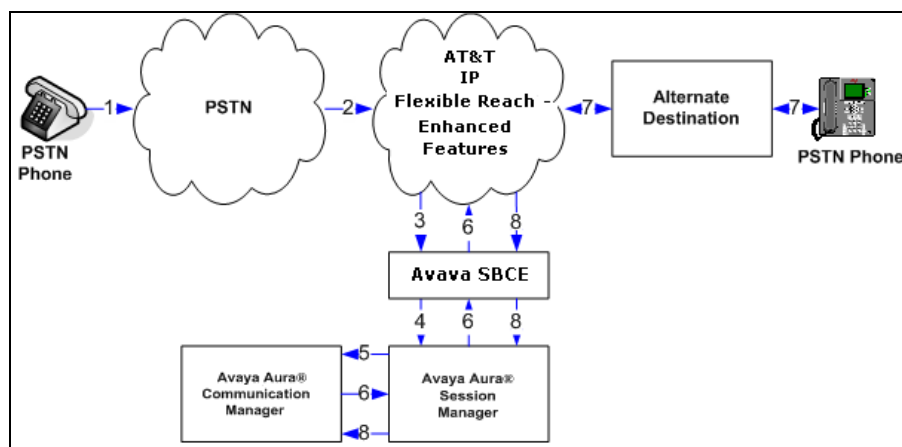 AT&T
IP
Flexible Reach -
Enhanced
Features
PSTN
Alternate
Destination
1
2
7
7
PSTN
Phone
PSTN Phone
3
6
8
Avava SBCE
4
6
8
Avaya Aura®
Communication
Manager
5
6
8
Avaya Aura®
Session
Manager